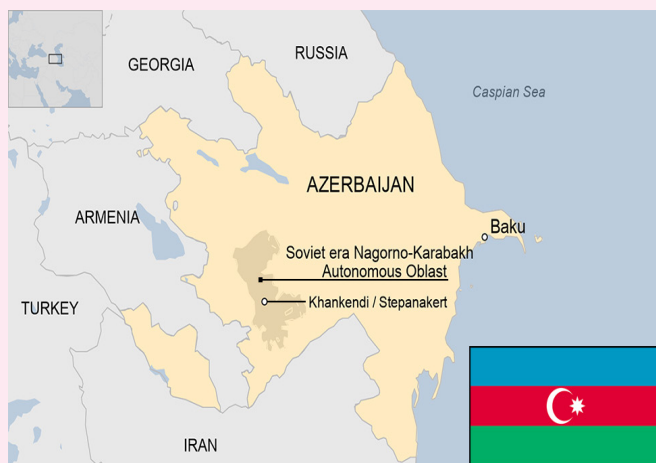 RUSSIA
GEORGIA
Caspian Sea
AZERBAIJAN
ARMENIA
Baku
Soviet era Nagorno-Karabakh
Autonomous Oblast
Khankendi / Stepanakert
TURKEY
IRAN